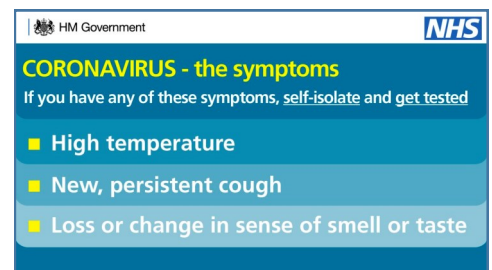 HM Government
NHS
CORONAVIRUS - the symptoms
If you have any of these symptoms, self-isolate and get tested
High temperature
New, persistent cough
Loss or change in sense of smell or taste